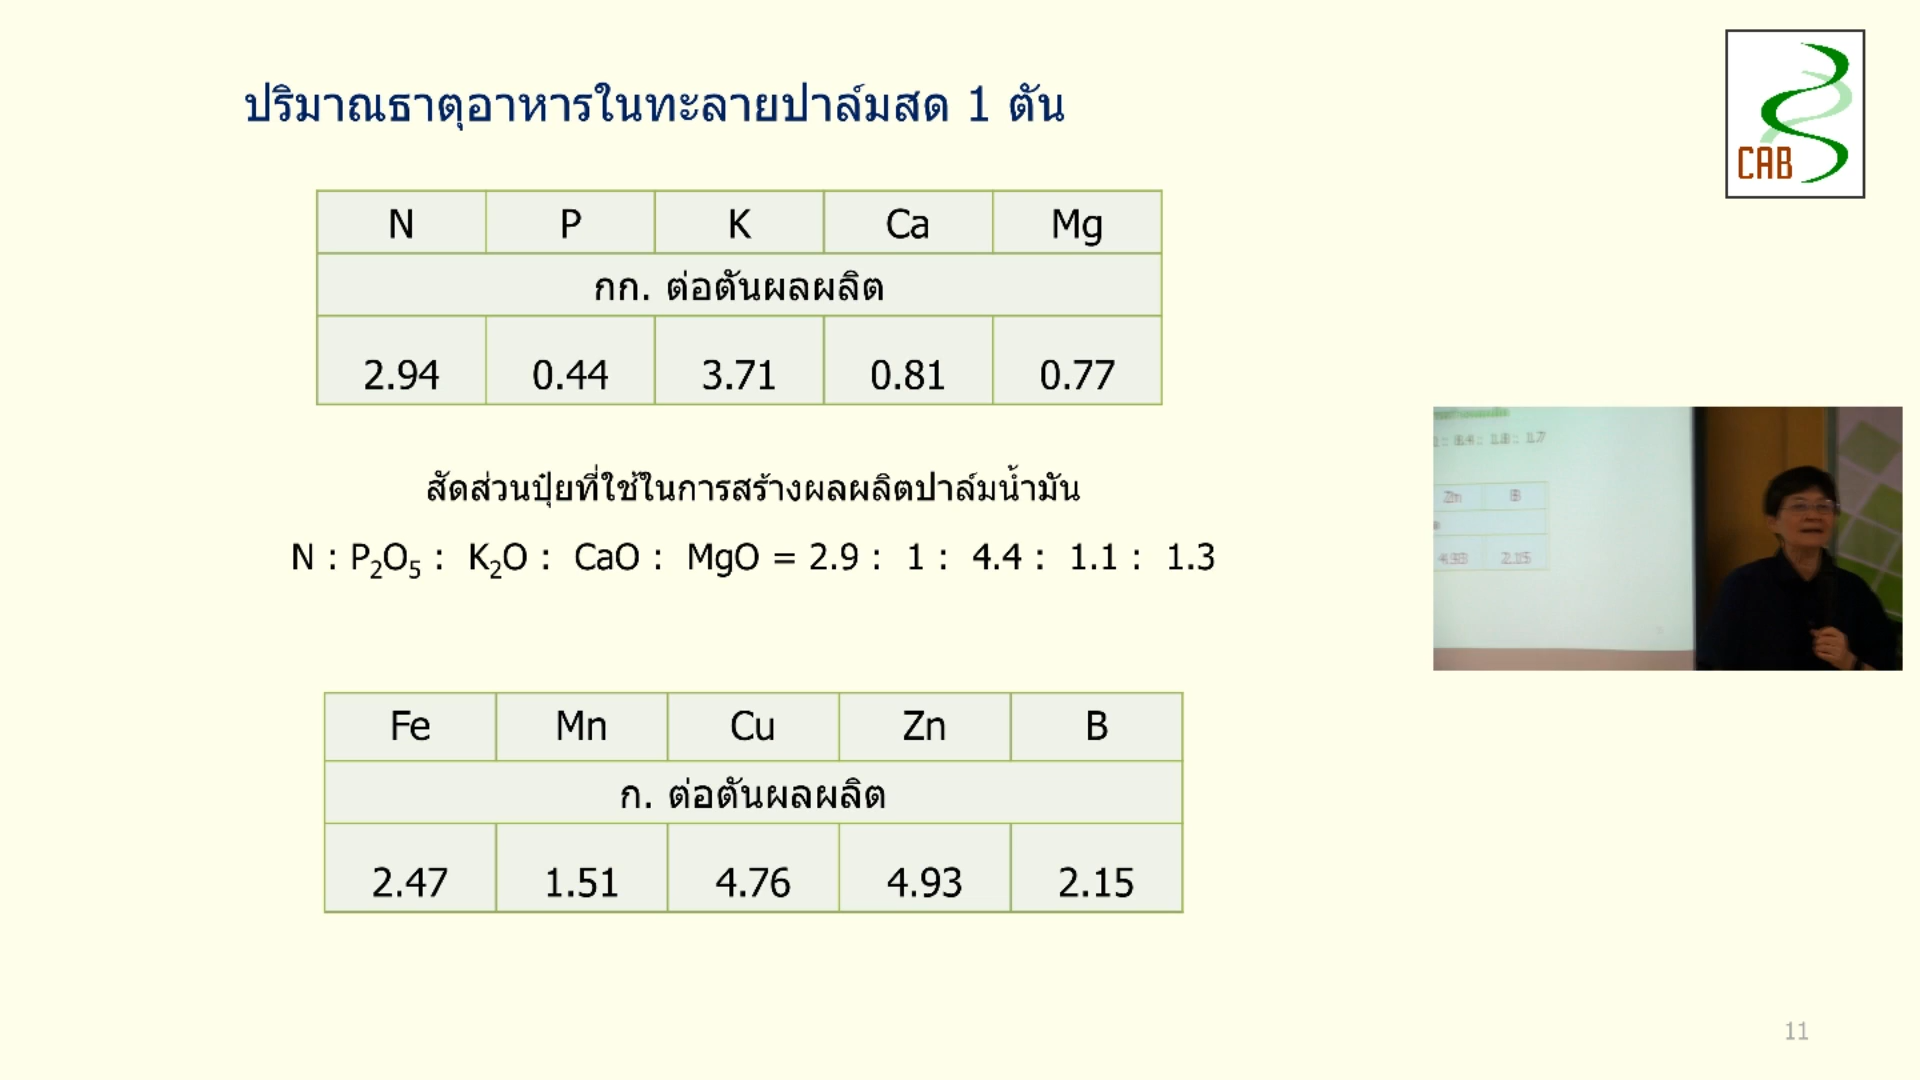 ปริมาณธาตุอาหารในทะลายปาล์มสด 1 ตัน
CAB
N P K Ca Mg
กก. ต่อตันผลผลิต
2.94 0.44 3.71 0.81 0.77
สัดส่วนปุ๋ยที่ใช้ในการสร้างผลผลิตปาล์มน้ำมัน
N : P₂O₅ : K₂O : CaO : MgO = 2.9 : 1 : 4.4 : 1.1 : 1.3
Zn B
4.93 2.15
Fe Mn Cu Zn B
ก. ต่อตันผลผลิต
2.47 1.51 4.76 4.93 2.15
11